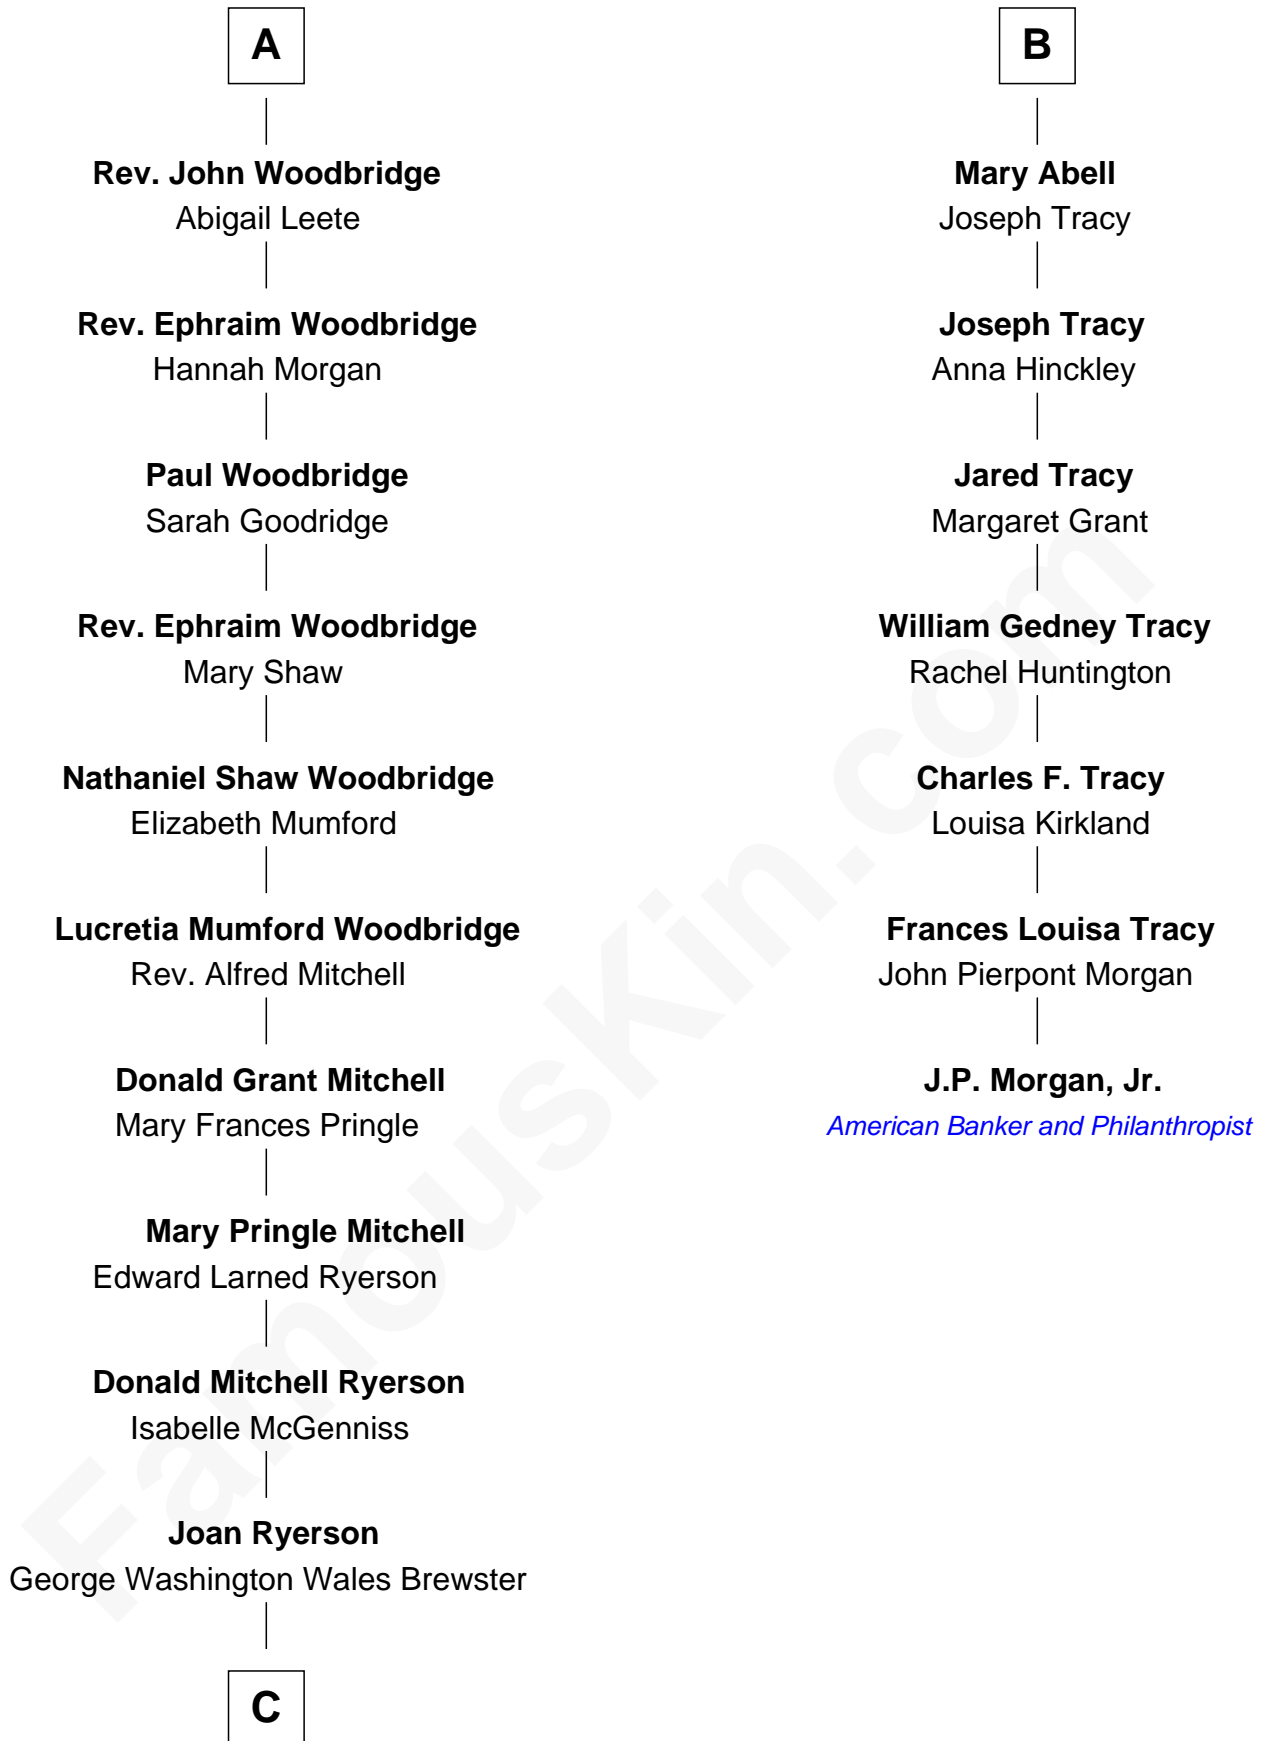 A
Rev. John Woodbridge
Abigail Leete
Rev. Ephraim Woodbridge
Hannah Morgan
Paul Woodbridge
Sarah Goodridge
Rev. Ephraim Woodbridge
Mary Shaw
Nathaniel Shaw Woodbridge
Elizabeth Mumford
Lucretia Mumford Woodbridge
Rev. Alfred Mitchell
Donald Grant Mitchell
Mary Frances Pringle
Mary Pringle Mitchell
Edward Larned Ryerson
Donald Mitchell Ryerson
Isabelle McGenniss
Joan Ryerson
George Washington Wales Brewster
C
B
Mary Abell
Joseph Tracy
Joseph Tracy
Anna Hinckley
Jared Tracy
Margaret Grant
William Gedney Tracy
Rachel Huntington
Charles F. Tracy
Louisa Kirkland
Frances Louisa Tracy
John Pierpont Morgan
J.P. Morgan, Jr.
American Banker and Philanthropist
FamousKin.com